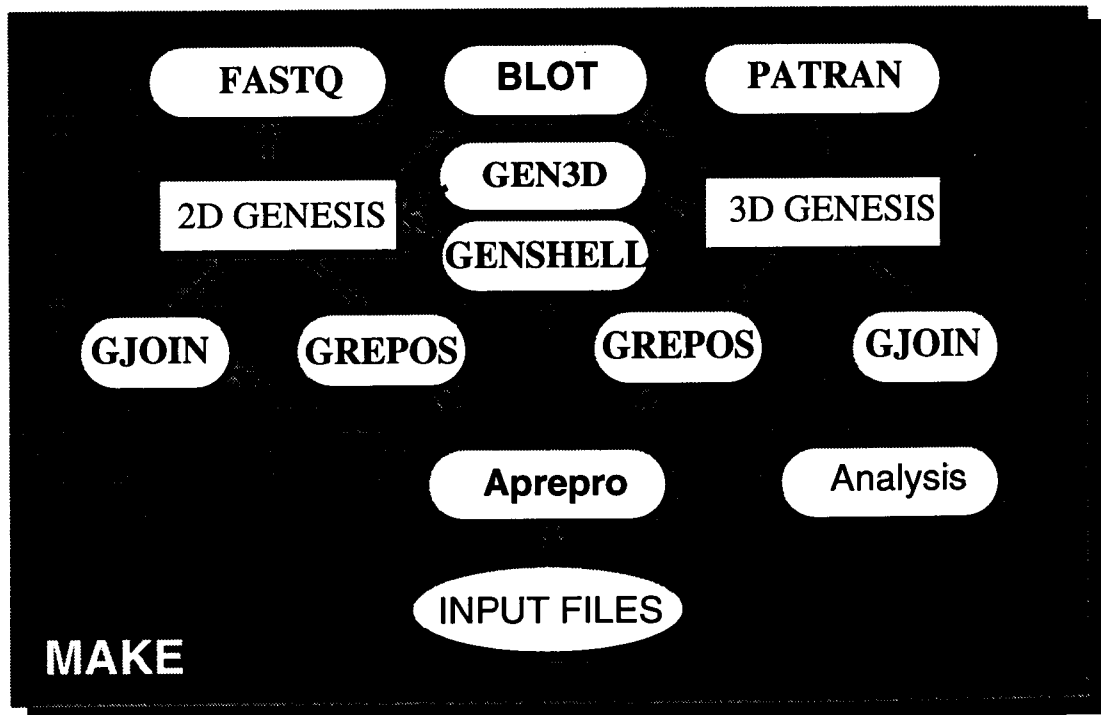 FASTQ
BLOT
PATRAN
GEN3D
2D GENESIS
3D GENESIS
GENSHELL
GJOIN
GREPOS
GREPOS
GJOIN
Aprepro
Analysis
INPUT FILES
MAKE